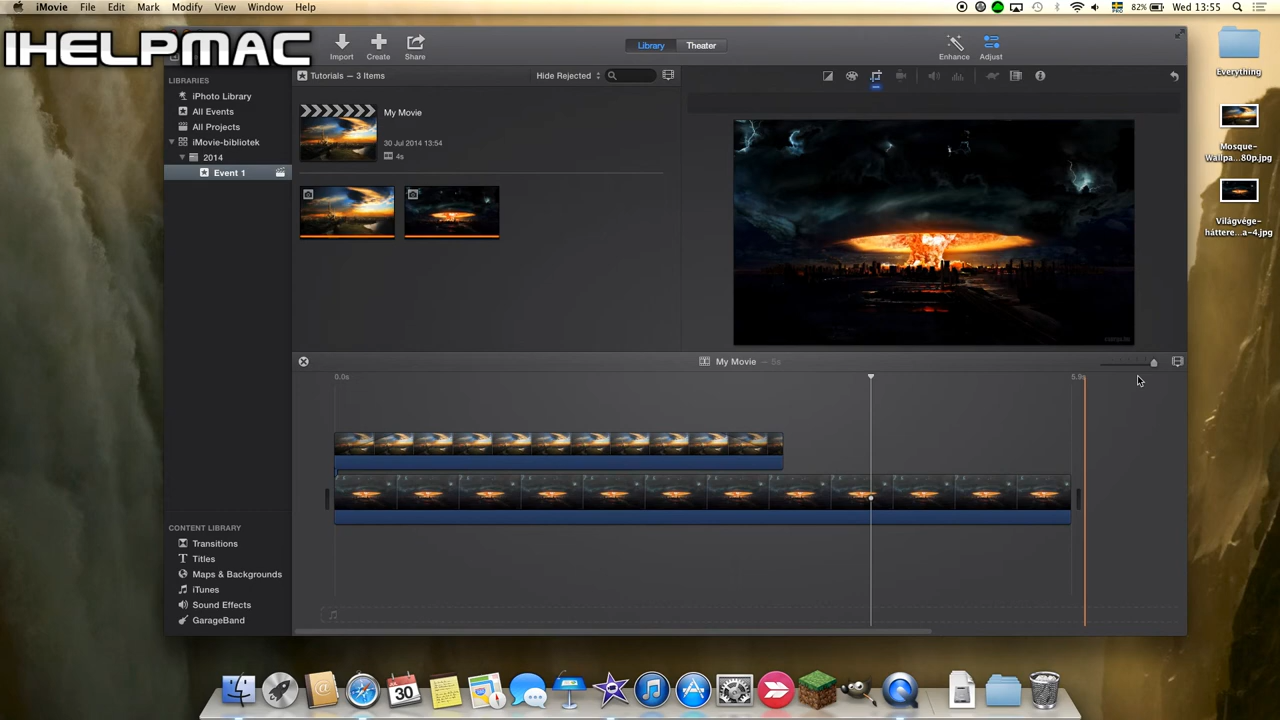 iMovie File Edit Mark Modify View Window Help
82% Wed 13:55
IHELPMAC
Import Create Share
Library Theater
Enhance Adjust
LIBRARIES
iPhoto Library
All Events
All Projects
iMovie-bibliotek
2014
Event 1
Tutorials — 3 Items
Hide Rejected
My Movie
30 Jul 2014 13:54
4s
My Movie — 5s
0.0s
CONTENT LIBRARY
Transitions
Titles
Maps & Backgrounds
iTunes
Sound Effects
GarageBand
Everything
Mosque-
Wallpa...80p.jpg
Világvége-
háttere...a-4.jpg
30